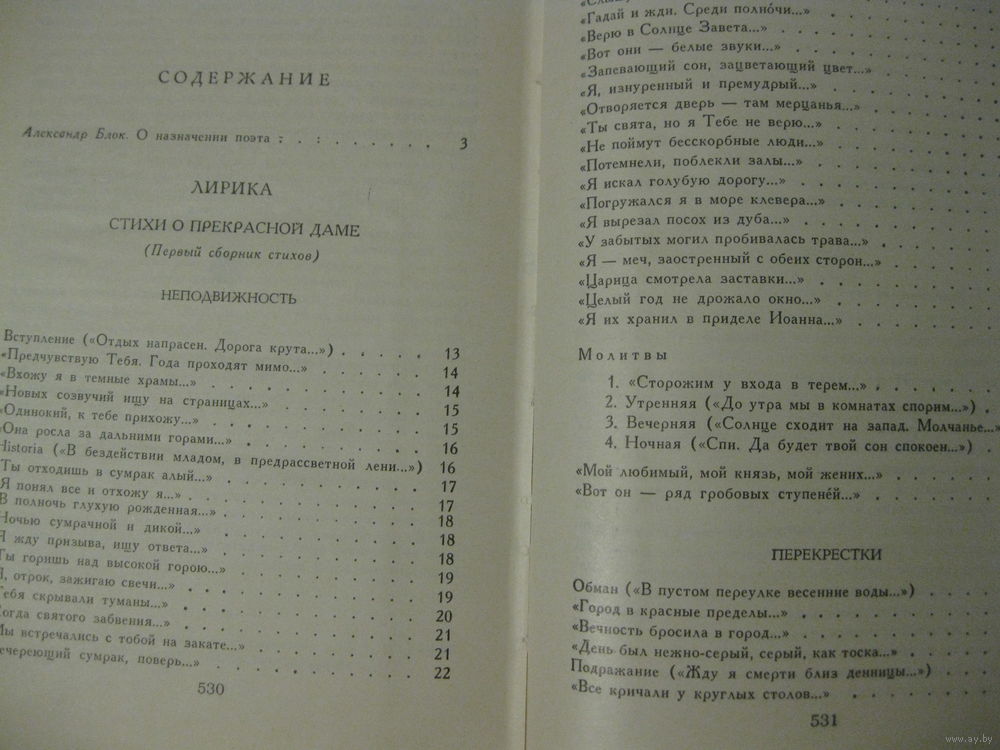 СОДЕРЖАНИЕ
Александр Блок. О назначении поэта : . : . . . . . . 3
ЛИРИКА
СТИХИ О ПРЕКРАСНОЙ ДАМЕ
(Первый сборник стихов)
НЕПОДВИЖНОСТЬ
Вступление («Отдых напрасен. Дорога крута...») . . . . . 13
«Предчувствую Тебя. Года проходят мимо...» . . . . . 14
«Вхожу я в темные храмы...» . . . . . . . . 14
«Новых созвучий ищу на страницах...» . . . . . . 15
«Одинокий, к тебе прихожу...» . . . . . . . . 15
«Она росла за дальними горами...» . . . . . . . 16
Historia («В бездействии младом, в предрассветной лени...») 16
Ты отходишь в сумрак алый...» . . . . . . . . 17
Я понял все и отхожу я...» . . . . . . . . . 17
В полночь глухую рожденная...» . . . . . . . . 18
Ночью сумрачной и дикой...» . . . . . . . . 18
Я жду призыва, ищу ответа...» . . . . . . . . 18
Ты горишь над высокой горою...» . . . . . . . 19
, отрок, зажигаю свечи...» . . . . . . . . . 19
ебя скрывали туманы...» . . . . . . . . . 20
огда святого забвения...» . . . . . . . . . 21
ы встречались с тобой на закате...» . . . . . . 21
ечереющий сумрак, поверь...» . . . . . . . . 22
530
«Гадай и жди. Среди полно́чи...» . . . .
«Верю в Солнце Завета...» . . . . .
«Вот они — белые звуки...» . . . . .
«Запевающий сон, зацветающий цвет...» . .
«Я, изнуренный и премудрый...» . . . .
«Отворяется дверь — там мерцанья...» . . .
«Ты свята, но я Тебе не верю...» . . . .
«Не поймут бесскорбные люди...» . . . .
«Потемнели, поблекли залы...» . . . . .
«Я искал голубую дорогу...» . . . . .
«Погружался я в море клевера...» . . . .
«Я вырезал посох из дуба...» . . . . .
«У забытых могил пробивалась трава...» . . .
«Я — меч, заостренный с обеих сторон...» . .
«Царица смотрела заставки...» . . . . .
«Целый год не дрожало окно...» . . . .
«Я их хранил в приделе Иоанна...» . . . .
Молитвы
1. «Сторожим у входа в терем...» . . . .
2. Утренняя («До утра мы в комнатах спорим...») .
3. Вечерняя («Солнце сходит на запад. Молчанье...»
4. Ночная («Спи. Да будет твой сон спокоен...») .
«Мой любимый, мой князь, мой жених...» . . .
«Вот он — ряд гробовых ступене́й...» . . . .
ПЕРЕКРЕСТКИ
Обман («В пустом переулке весенние воды...») . . .
«Город в красные пределы...» . . . . . .
«Вечность бросила в город...» . . . . . .
«День был нежно-серый, серый, как тоска...» . . .
Подражание («Жду я смерти близ денницы...») . . .
«Все кричали у круглых столов...» . . . . .
531
www.ay.by